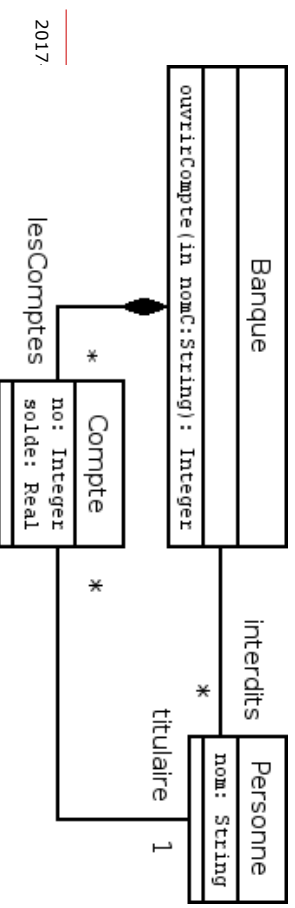 Banque
ouvrirCompte(in nomC:String): Integer
interdits
*
Personne
nom: String
titulaire
1
*
lesComptes
Compte
no: Integer
solde: Real
*
2017.